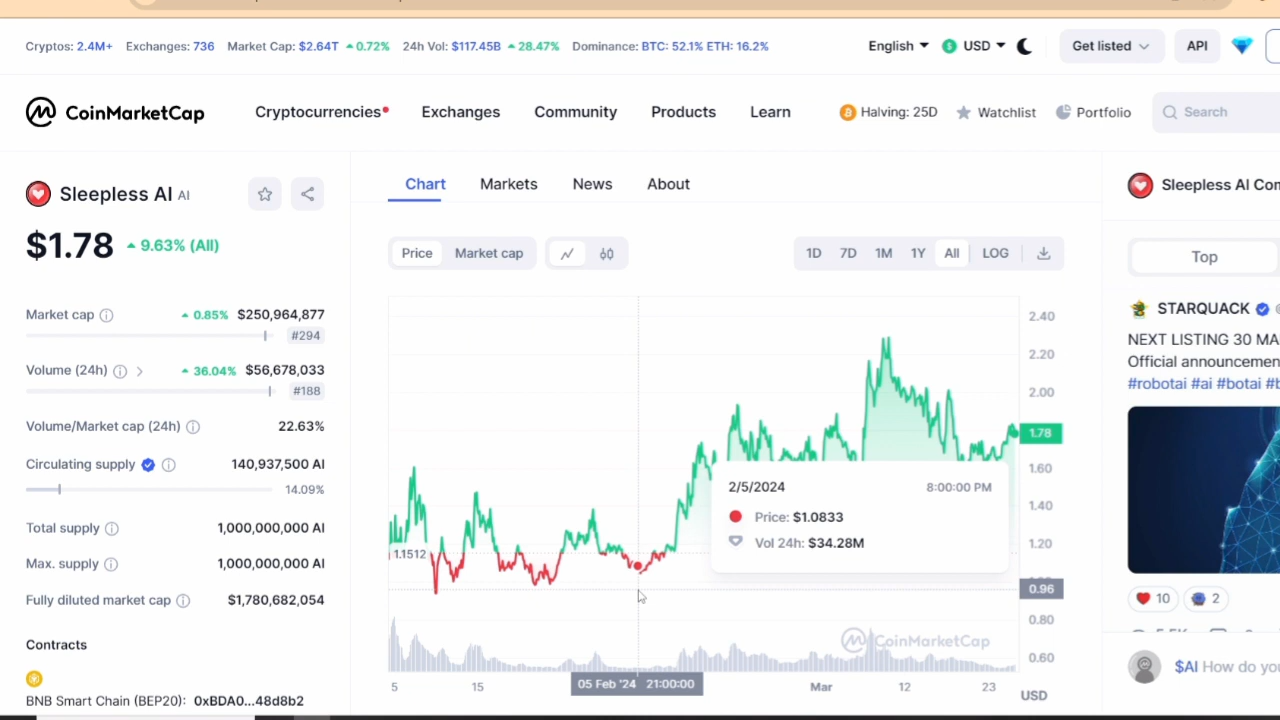 Cryptos: 2.4M+ Exchanges: 736 Market Cap: $2.64T 0.72% 24h Vol: $117.45B 28.47% Dominance: BTC: 52.1% ETH: 16.2%
English USD Get listed API
CoinMarketCap Cryptocurrencies Exchanges Community Products Learn Halving: 25D Watchlist Portfolio Search
Sleepless AI AI
$1.78 9.63% (All)
Market cap 0.85% $250,964,877
#294
Volume (24h) 36.04% $56,678,033
#188
Volume/Market cap (24h) 22.63%
Circulating supply 140,937,500 AI
14.09%
Total supply 1,000,000,000 AI
Max. supply 1,000,000,000 AI
Fully diluted market cap $1,780,682,054
Contracts
BNB Smart Chain (BEP20): 0xBDA0...48d8b2
Chart Markets News About
Price Market cap 1D 7D 1M 1Y All LOG
2.40
2.20
2.00
1.78
1.60
1.40
1.20
1.1512
0.96
0.80
0.60
2/5/2024 8:00:00 PM
Price: $1.0833
Vol 24h: $34.28M
CoinMarketCap
5 15 05 Feb '24 21:00:00 Mar 12 23 USD
Sleepless AI Com
Top
STARQUACK
NEXT LISTING 30 MA
Official announcemen
#robotai #ai #botai #b
10 2
$AI How do you